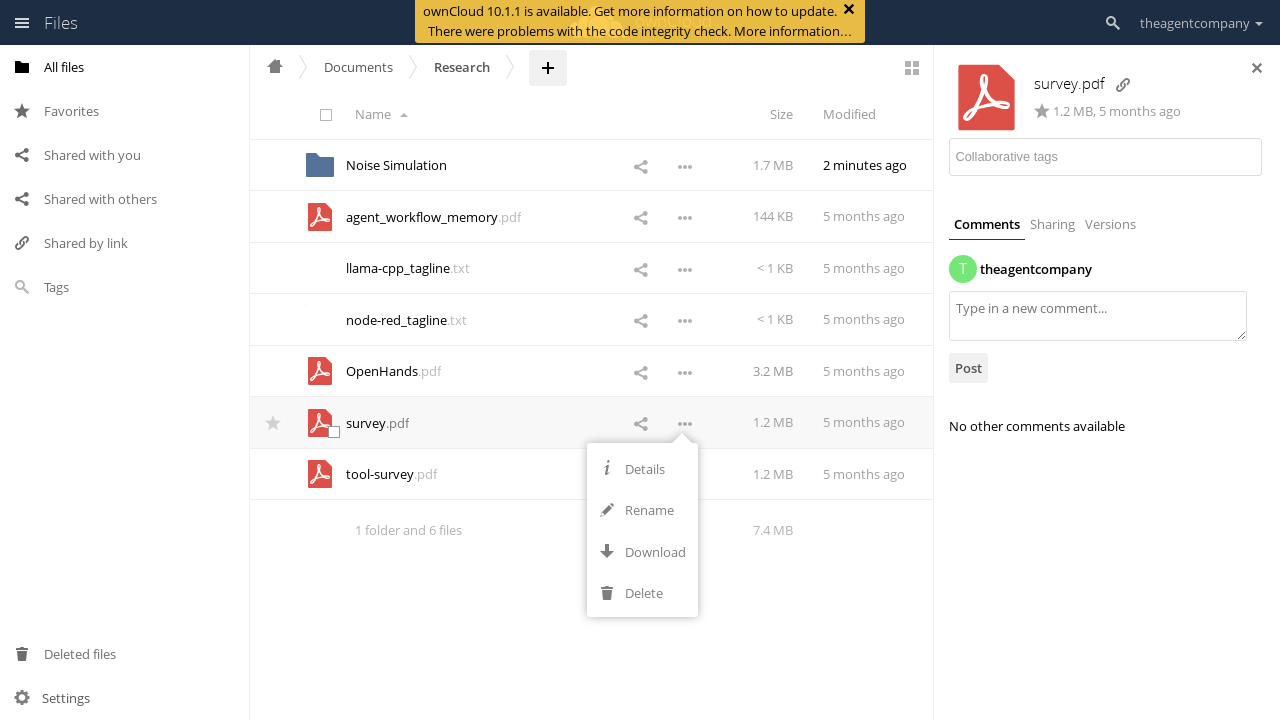 ownCloud 10.1.1 is available. Get more information on how to update.
There were problems with the code integrity check. More information…
Files
theagentcompany
All files
Favorites
Shared with you
Shared with others
Shared by link
Tags
Deleted files
Settings
Documents
Research
Name
Size
Modified
Noise Simulation
1.7 MB
2 minutes ago
agent_workflow_memory.pdf
144 KB
5 months ago
llama-cpp_tagline.txt
< 1 KB
5 months ago
node-red_tagline.txt
< 1 KB
5 months ago
OpenHands.pdf
3.2 MB
5 months ago
survey.pdf
1.2 MB
5 months ago
tool-survey.pdf
1.2 MB
5 months ago
1 folder and 6 files
7.4 MB
Details
Rename
Download
Delete
survey.pdf
1.2 MB, 5 months ago
Collaborative tags
Comments
Sharing
Versions
T
theagentcompany
Type in a new comment...
Post
No other comments available